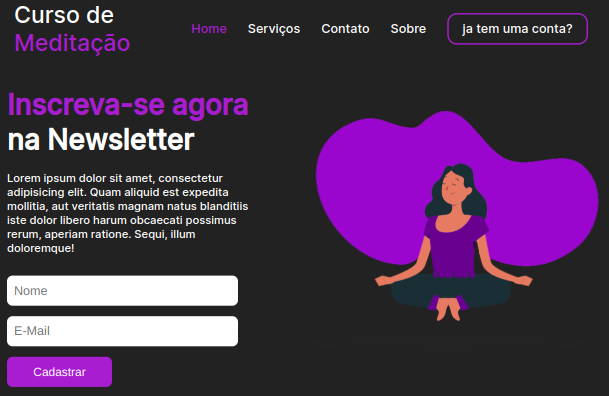 Curso de
Meditação
Home Serviços Contato Sobre ja tem uma conta?
Inscreva-se agora
na Newsletter
Lorem ipsum dolor sit amet, consectetur
adipisicing elit. Quam aliquid est expedita
mollitia, aut veritatis magnam natus blanditiis
iste dolor libero harum obcaecati possimus
rerum, aperiam ratione. Sequi, illum
doloremque!
Nome
E-Mail
Cadastrar